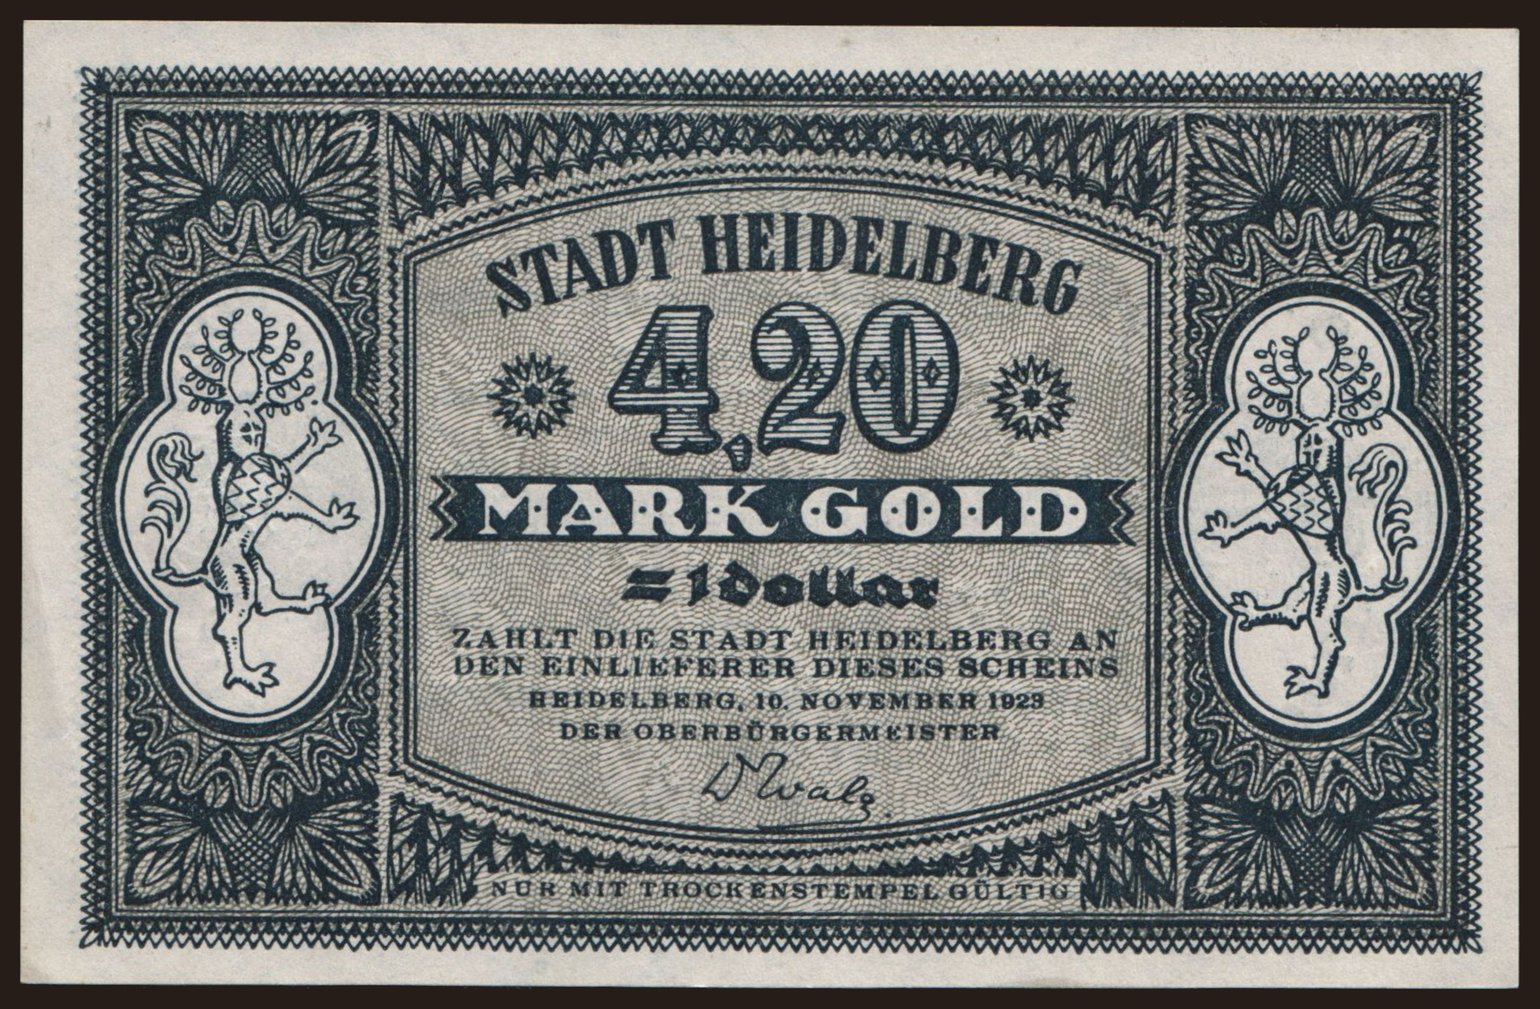 STADT HEIDELBERG
4,20
MARK GOLD
= 1 Dollar
ZAHLT DIE STADT HEIDELBERG AN
DEN EINLIEFERER DIESES SCHEINS
HEIDELBERG, 10. NOVEMBER 1923
DER OBERBÜRGERMEISTER
Walz.
NUR MIT TROCKENSTEMPEL GÜLTIG